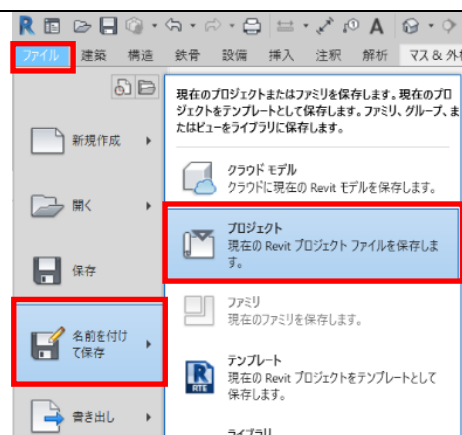 R
A
ファイル 建築 構造 鉄骨 設備 挿入 注釈 解析 マス & 外
現在のプロジェクトまたはファミリを保存します。現在のプロ
ジェクトをテンプレートとして保存します。ファミリ、グループ、ま
たはビューをライブラリに保存します。
新規作成
開く
保存
名前を付け
て保存
書き出し
クラウド モデル
クラウドに現在の Revit モデルを保存します。
プロジェクト
現在の Revit プロジェクト ファイルを保存しま
す。
ファミリ
現在のファミリを保存します。
R
RTE
テンプレート
現在の Revit プロジェクトをテンプレートとして
保存します。